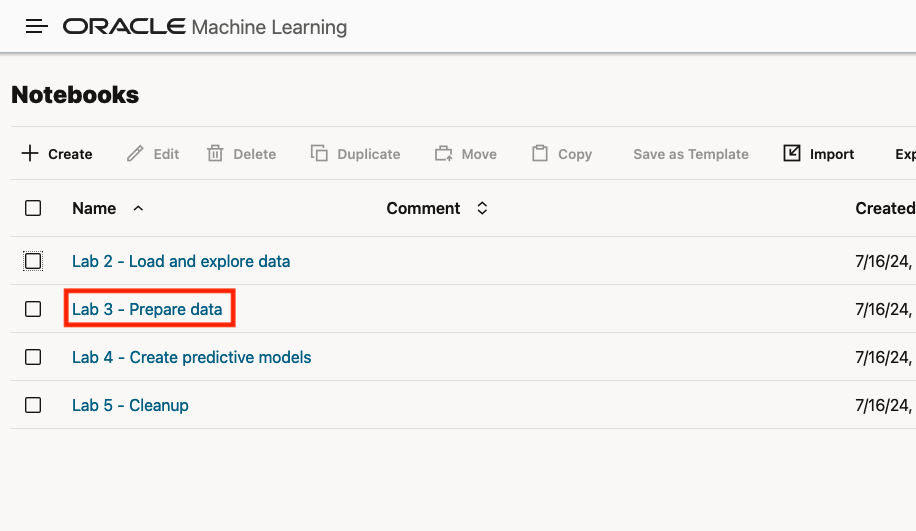 ORACLE Machine Learning
Notebooks
Create Edit Delete Duplicate Move Copy Save as Template Import Exp
Name Comment Created
Lab 2 - Load and explore data 7/16/24,
Lab 3 - Prepare data 7/16/24,
Lab 4 - Create predictive models 7/16/24,
Lab 5 - Cleanup 7/16/24,